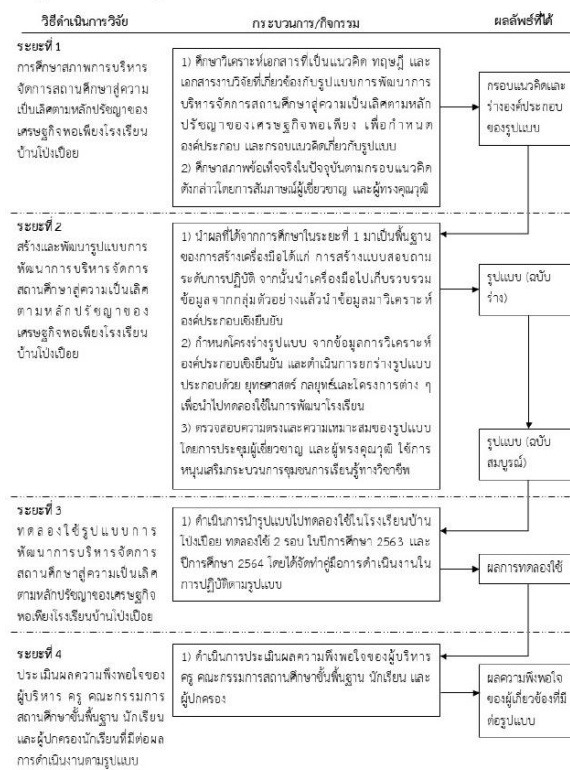 วิธีดำเนินการวิจัย
กระบวนการ/กิจกรรม
ผลลัพธ์ที่ได้
ระยะที่ 1
การศึกษาสภาพการบริหาร
จัดการสถานศึกษาสู่ความ
เป็นเลิศตามหลักปรัชญาของ
เศรษฐกิจพอเพียงโรงเรียน
บ้านโป่งเปือย
1) ศึกษาวิเคราะห์เอกสารที่เป็นแนวคิด ทฤษฎี และ
เอกสารงานวิจัยที่เกี่ยวข้องกับรูปแบบการพัฒนาการ
บริหารจัดการสถานศึกษาสู่ความเป็นเลิศตามหลัก
ปรัชญาของเศรษฐกิจพอเพียง เพื่อกำหนด
องค์ประกอบ และกรอบแนวคิดเกี่ยวกับรูปแบบ
2) ศึกษาสภาพข้อเท็จจริงในปัจจุบันตามกรอบแนวคิด
ดังกล่าวโดยการสัมภาษณ์ผู้เชี่ยวชาญ และผู้ทรงคุณวุฒิ
กรอบแนวคิดและ
ร่างองค์ประกอบ
ของรูปแบบ
ระยะที่ 2
สร้างและพัฒนารูปแบบการ
พัฒนาการบริหารจัดการ
สถานศึกษาสู่ความเป็นเลิศ
ตามหลักปรัชญาของ
เศรษฐกิจพอเพียงโรงเรียน
บ้านโป่งเปือย
1) นำผลที่ได้จากการศึกษาในระยะที่ 1 มาเป็นพื้นฐาน
ของการสร้างเครื่องมือได้แก่ การสร้างแบบสอบถาม
ระดับการปฏิบัติ จากนั้นนำเครื่องมือไปเก็บรวบรวม
ข้อมูลจากกลุ่มตัวอย่างแล้วนำข้อมูลมาวิเคราะห์
องค์ประกอบเชิงยืนยัน
2) กำหนดโครงร่างรูปแบบ จากข้อมูลการวิเคราะห์
องค์ประกอบเชิงยืนยัน และดำเนินการยกร่างรูปแบบ
ประกอบด้วย ยุทธศาสตร์ กลยุทธ์และโครงการต่าง ๆ
เพื่อนำไปทดลองใช้ในการพัฒนาโรงเรียน
3) ตรวจสอบความตรงและความเหมาะสมของรูปแบบ
โดยการประชุมผู้เชี่ยวชาญ และผู้ทรงคุณวุฒิ ใช้การ
หนุนเสริมกระบวนการชุมชนการเรียนรู้ทางวิชาชีพ
รูปแบบ (ฉบับ
ร่าง)
รูปแบบ (ฉบับ
สมบูรณ์)
ระยะที่ 3
ทดลองใช้รูปแบบการ
พัฒนาการบริหารจัดการ
สถานศึกษาสู่ความเป็นเลิศ
ตามหลักปรัชญาของเศรษฐกิจ
พอเพียงโรงเรียนบ้านโป่งเปือย
1) ดำเนินการนำรูปแบบไปทดลองใช้ในโรงเรียนบ้าน
โป่งเปือย ทดลองใช้ 2 รอบ ในปีการศึกษา 2563 และ
ปีการศึกษา 2564 โดยได้จัดทำคู่มือการดำเนินงานใน
การปฏิบัติตามรูปแบบ
ผลการทดลองใช้
ระยะที่ 4
ประเมินผลความพึงพอใจของ
ผู้บริหาร ครู คณะกรรมการ
สถานศึกษาขั้นพื้นฐาน นักเรียน
และผู้ปกครองนักเรียนที่มีต่อผล
การดำเนินงานตามรูปแบบ
1) ดำเนินการประเมินผลความพึงพอใจของผู้บริหาร
ครู คณะกรรมการสถานศึกษาขั้นพื้นฐาน นักเรียน และ
ผู้ปกครอง
ผลความพึงพอใจ
ของผู้เกี่ยวข้องที่มี
ต่อรูปแบบ